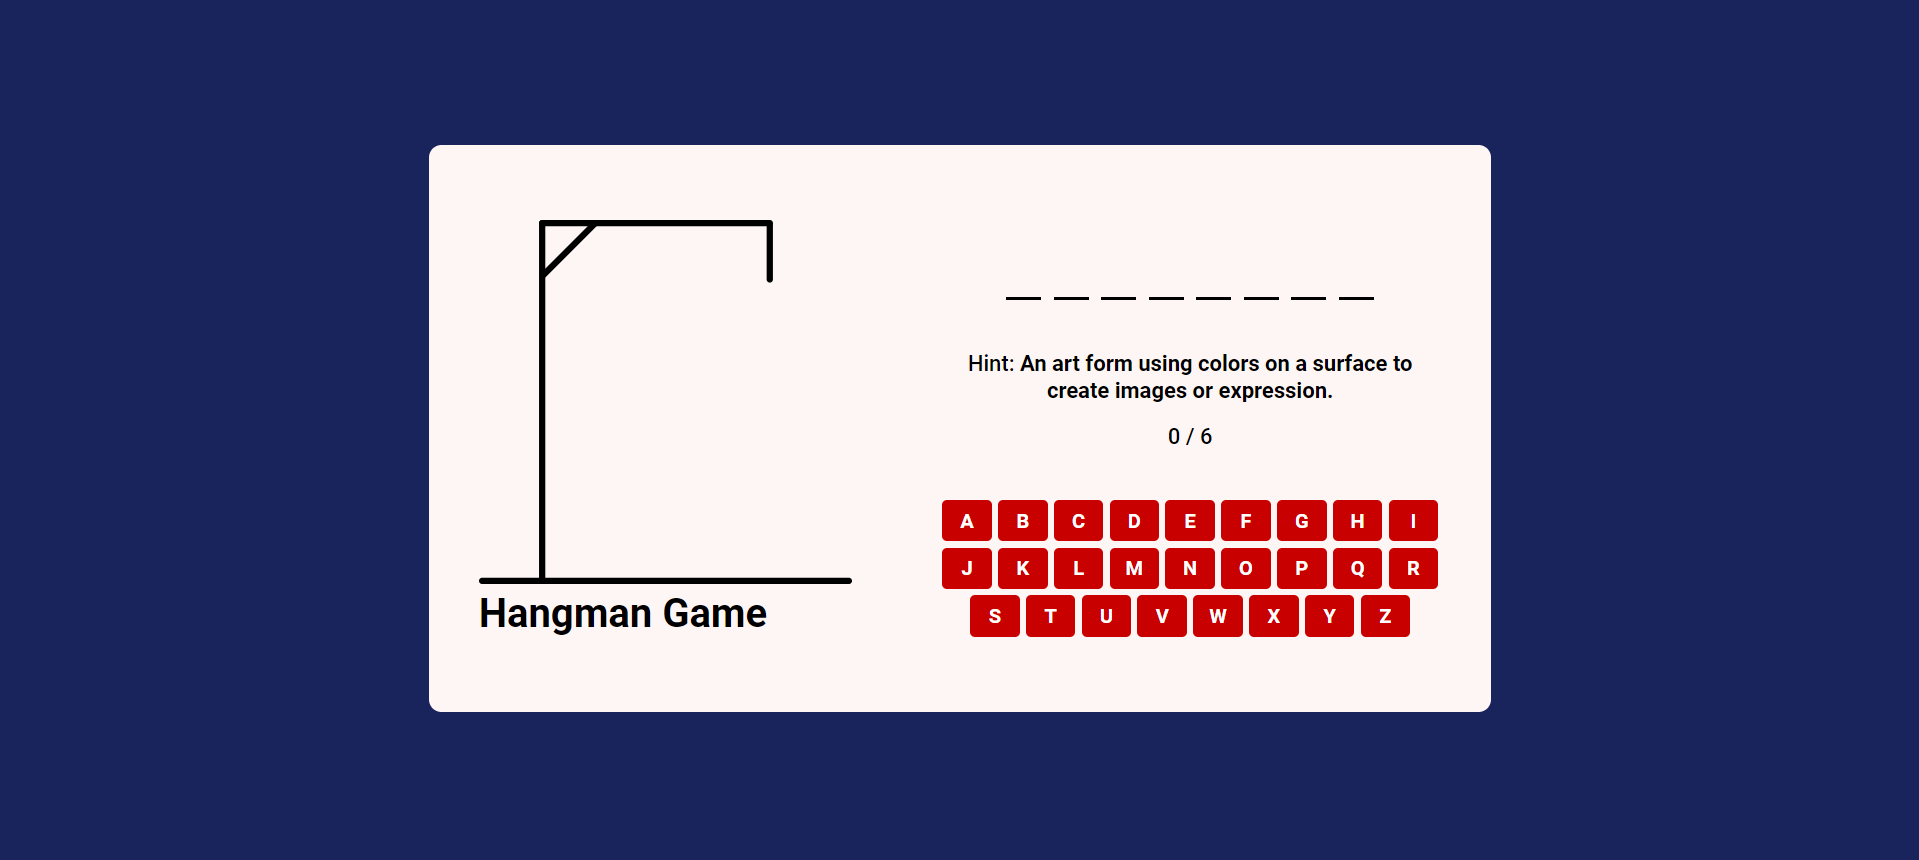 Hint: An art form using colors on a surface to
create images or expression.
0 / 6
A B C D E F G H I
J K L M N O P Q R
S T U V W X Y Z
Hangman Game